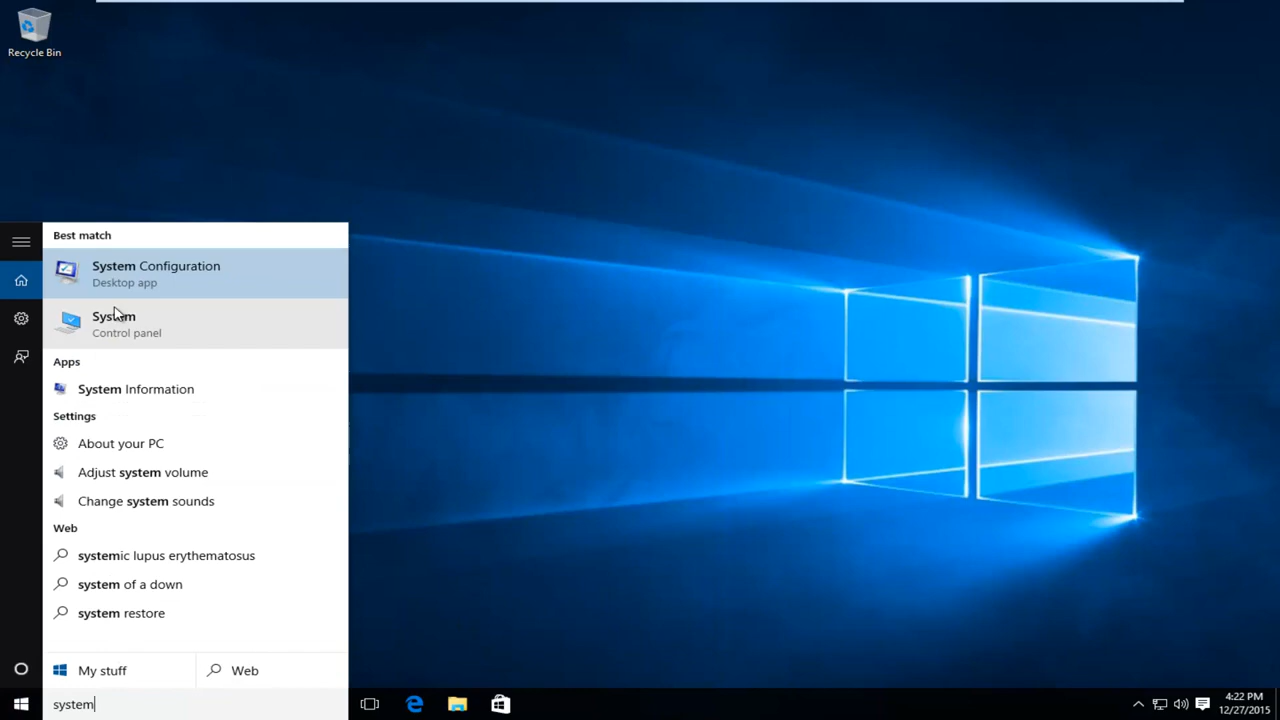 Recycle Bin
Best match
System Configuration
Desktop app
System
Control panel
Apps
System Information
Settings
About your PC
Adjust system volume
Change system sounds
Web
systemic lupus erythematosus
system of a down
system restore
My stuff
Web
system
4:22 PM
12/27/2015